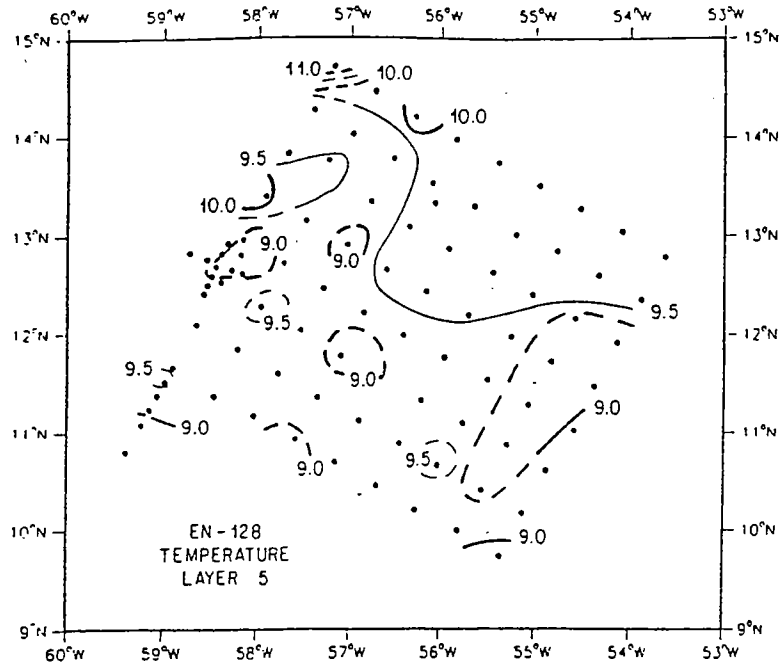 60°W 59°W 58°W 57°W 56°W 55°W 54°W 53°W
15°N 15°N
11.0 10.0
10.0
14°N 14°N
9.5
10.0
13°N 9.0 9.0 13°N
9.5 9.5
12°N 12°N
9.5 9.0
9.0 9.0
11°N 11°N
9.0 9.5
10°N 9.0 10°N
EN-128
TEMPERATURE
LAYER 5
9°N 9°N
60°W 59°W 58°W 57°W 56°W 55°W 54°W 53°W